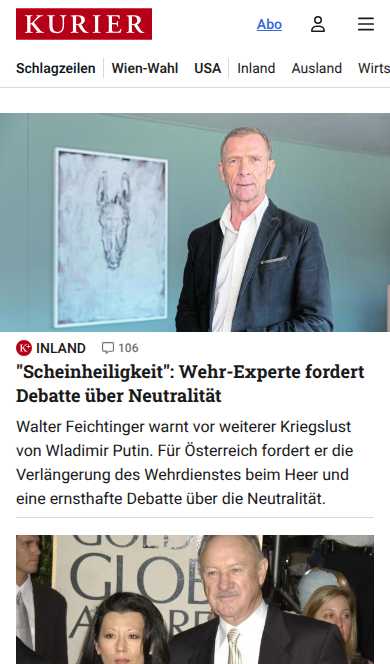 KURIER
Abo
Schlagzeilen Wien-Wahl USA Inland Ausland Wirts
K+ INLAND 106
"Scheinheiligkeit": Wehr-Experte fordert
Debatte über Neutralität
Walter Feichtinger warnt vor weiterer Kriegslust
von Wladimir Putin. Für Österreich fordert er die
Verlängerung des Wehrdienstes beim Heer und
eine ernsthafte Debatte über die Neutralität.
GOLD
GLOB
AWARD